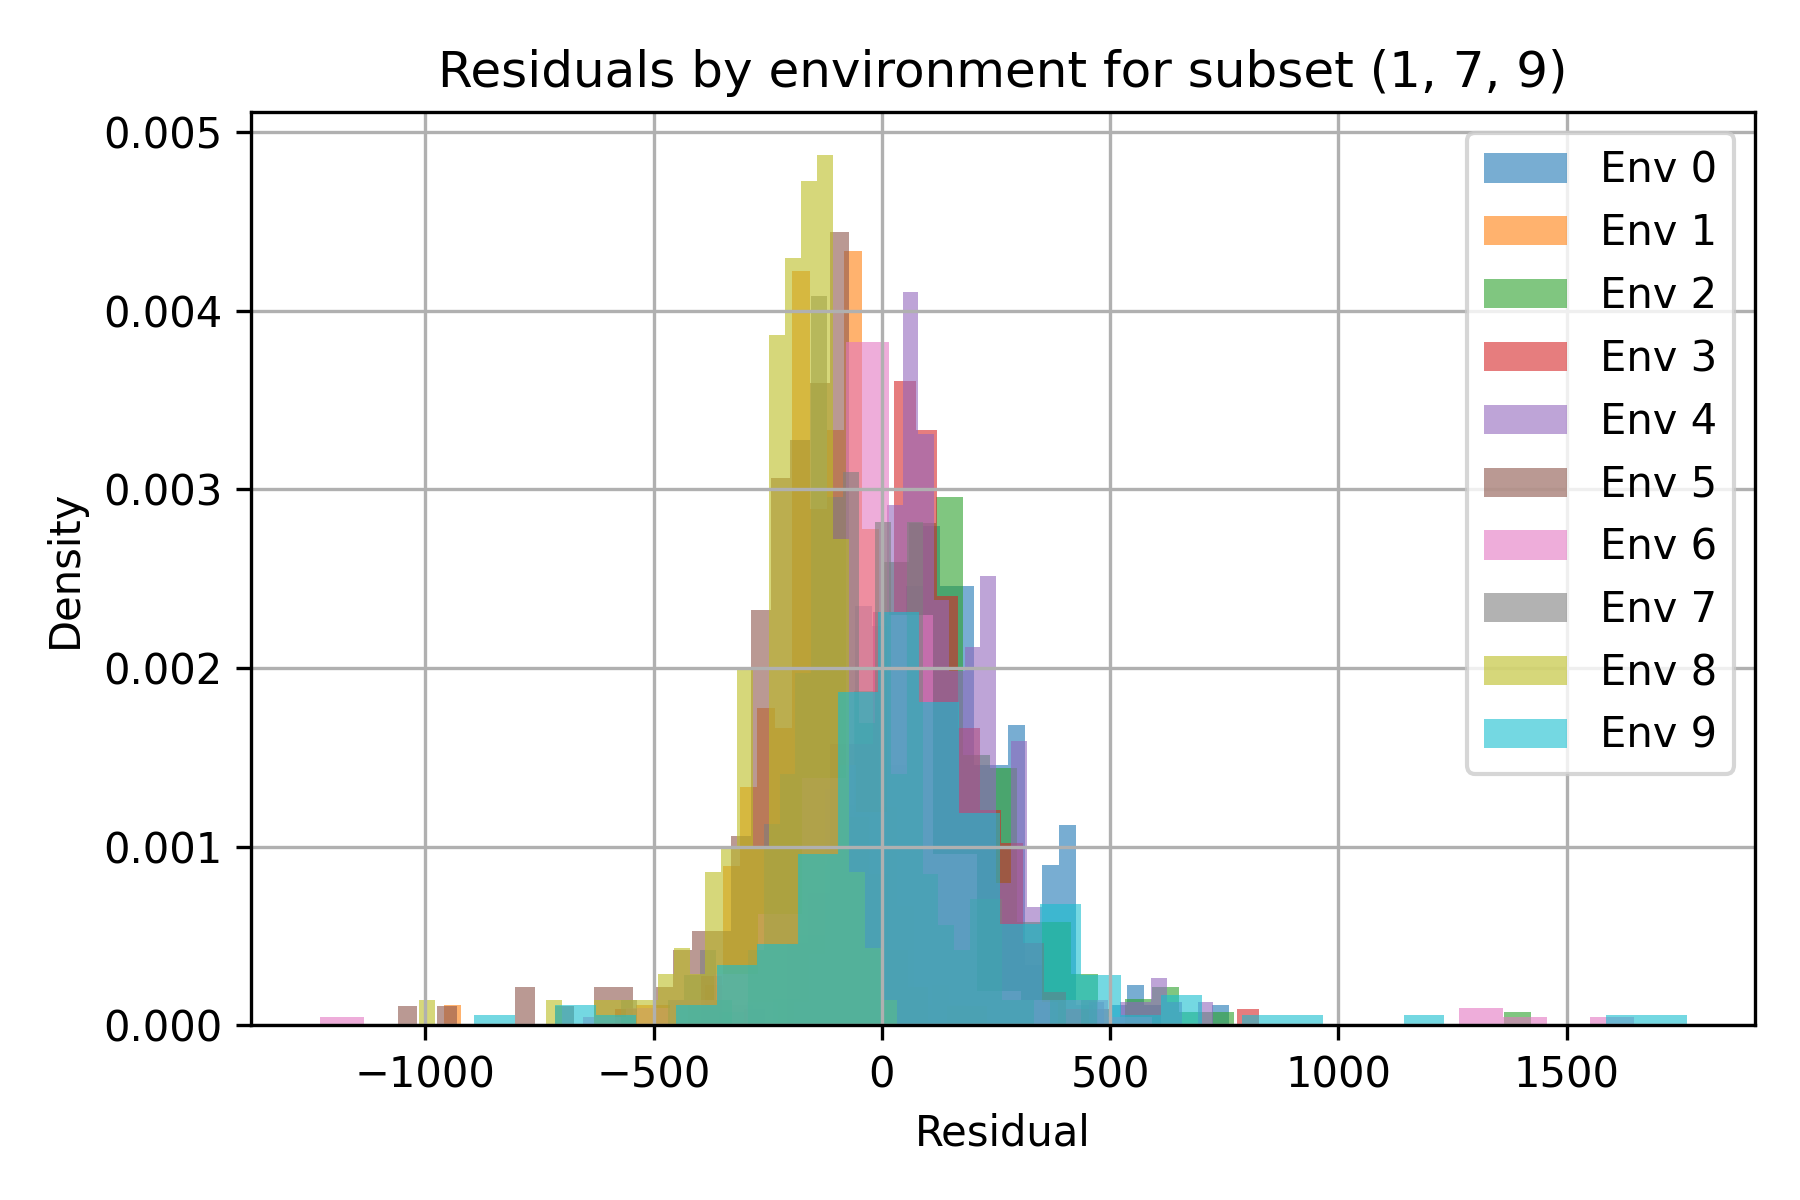 Residuals by environment for subset (1, 7, 9)
0.005
0.004
0.003
0.002
0.001
0.000
Density
Env 0
Env 1
Env 2
Env 3
Env 4
Env 5
Env 6
Env 7
Env 8
Env 9
−1000
−500
0
500
1000
1500
Residual